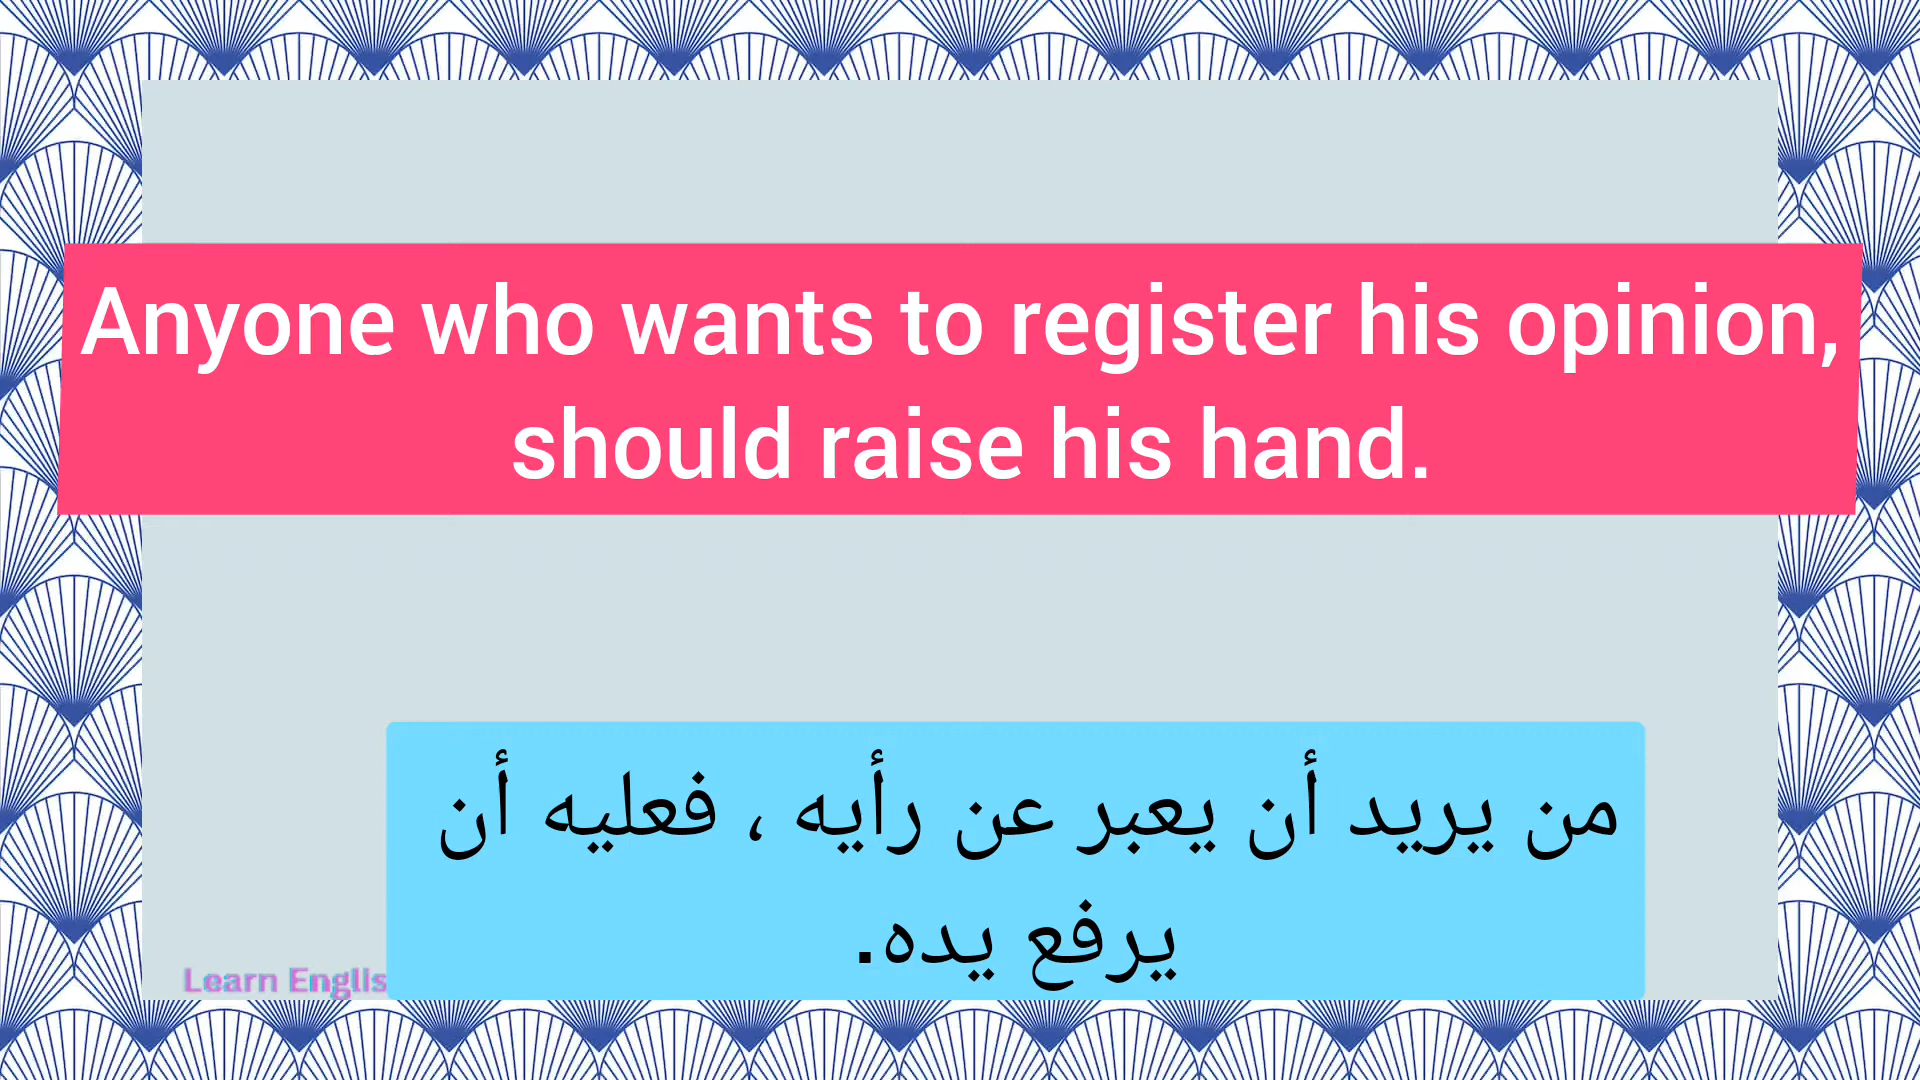 Anyone who wants to register his opinion,
should raise his hand.
من يريد أن يعبر عن رأيه ، فعليه أن
يرفع يده.
Learn Englis